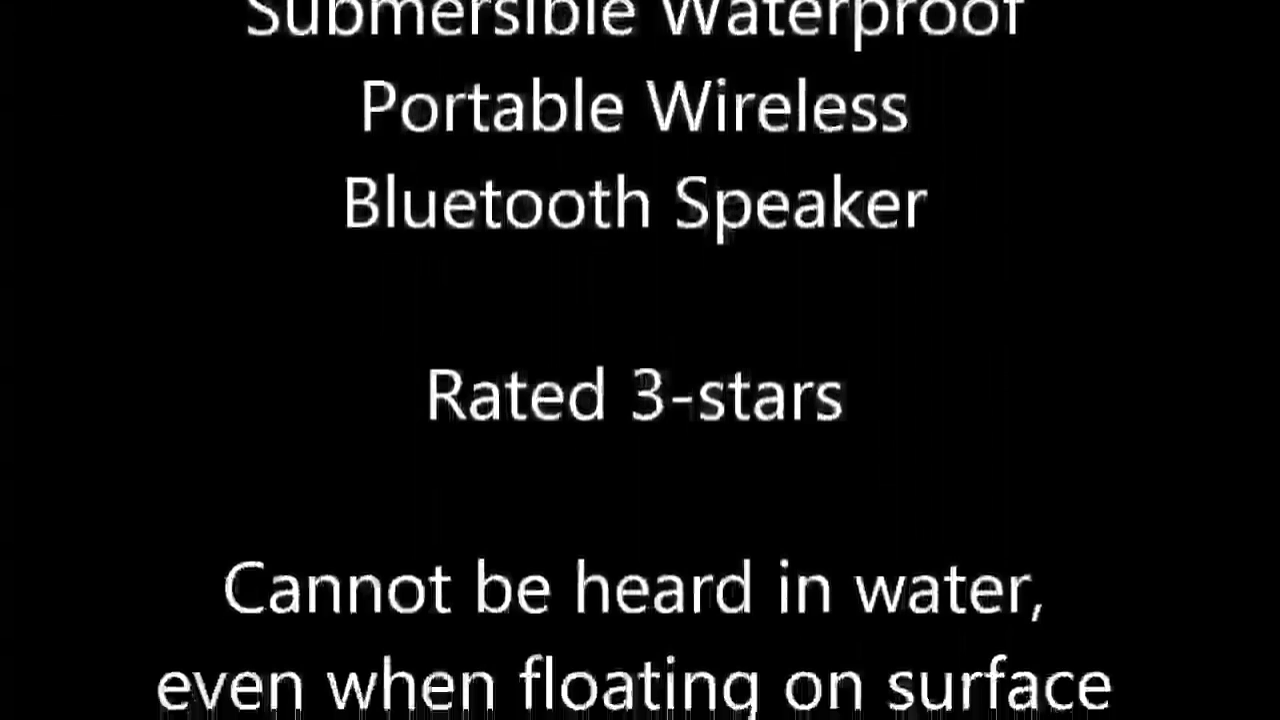 Submersible Waterproof
Portable Wireless
Bluetooth Speaker
Rated 3-stars
Cannot be heard in water,
even when floating on surface